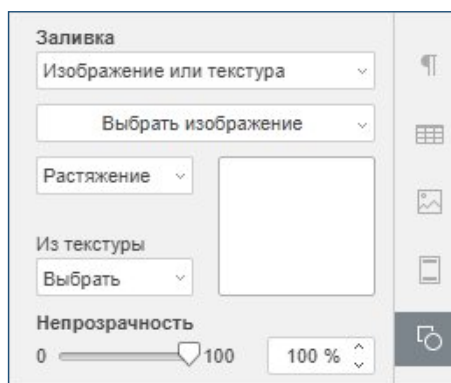 Заливка
Изображение или текстура
Выбрать изображение
Растяжение
Из текстуры
Выбрать
Непрозрачность
0 100 100 %